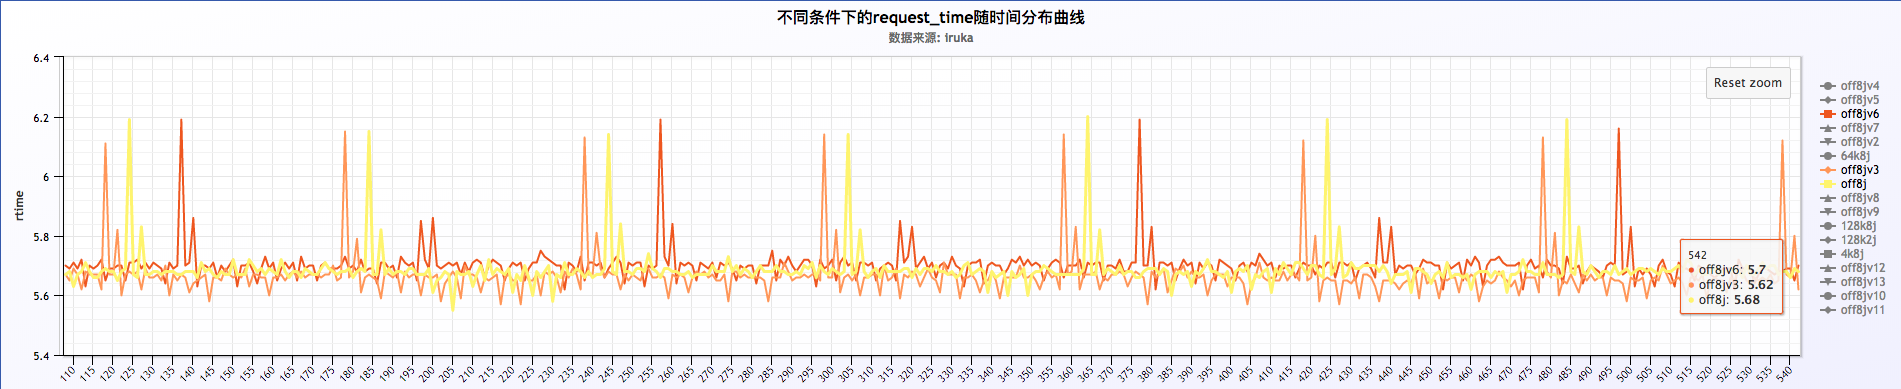 不同条件下的request_time随时间分布曲线
数据来源: iruka
Reset zoom
rtime
6.4
6.2
6
5.8
5.6
5.4
110 115 120 125 130 135 140 145 150 155 160 165 170 175 180 185 190 195 200 205 210 215 220 225 230 235 240 245 250 255 260 265 270 275 280 285 290 295 300 305 310 315 320 325 330 335 340 345 350 355 360 365 370 375 380 385 390 395 400 405 410 415 420 425 430 435 440 445 450 455 460 465 470 475 480 485 490 495 500 505 510 515 520 525 530 535 540
542
off8jv6: 5.7
off8jv3: 5.62
off8j: 5.68
off8jv4
off8jv5
off8jv6
off8jv7
off8jv2
64k8j
off8jv3
off8j
off8jv8
off8jv9
128k8j
128k2j
4k8j
off8jv12
off8jv13
off8jv10
off8jv11